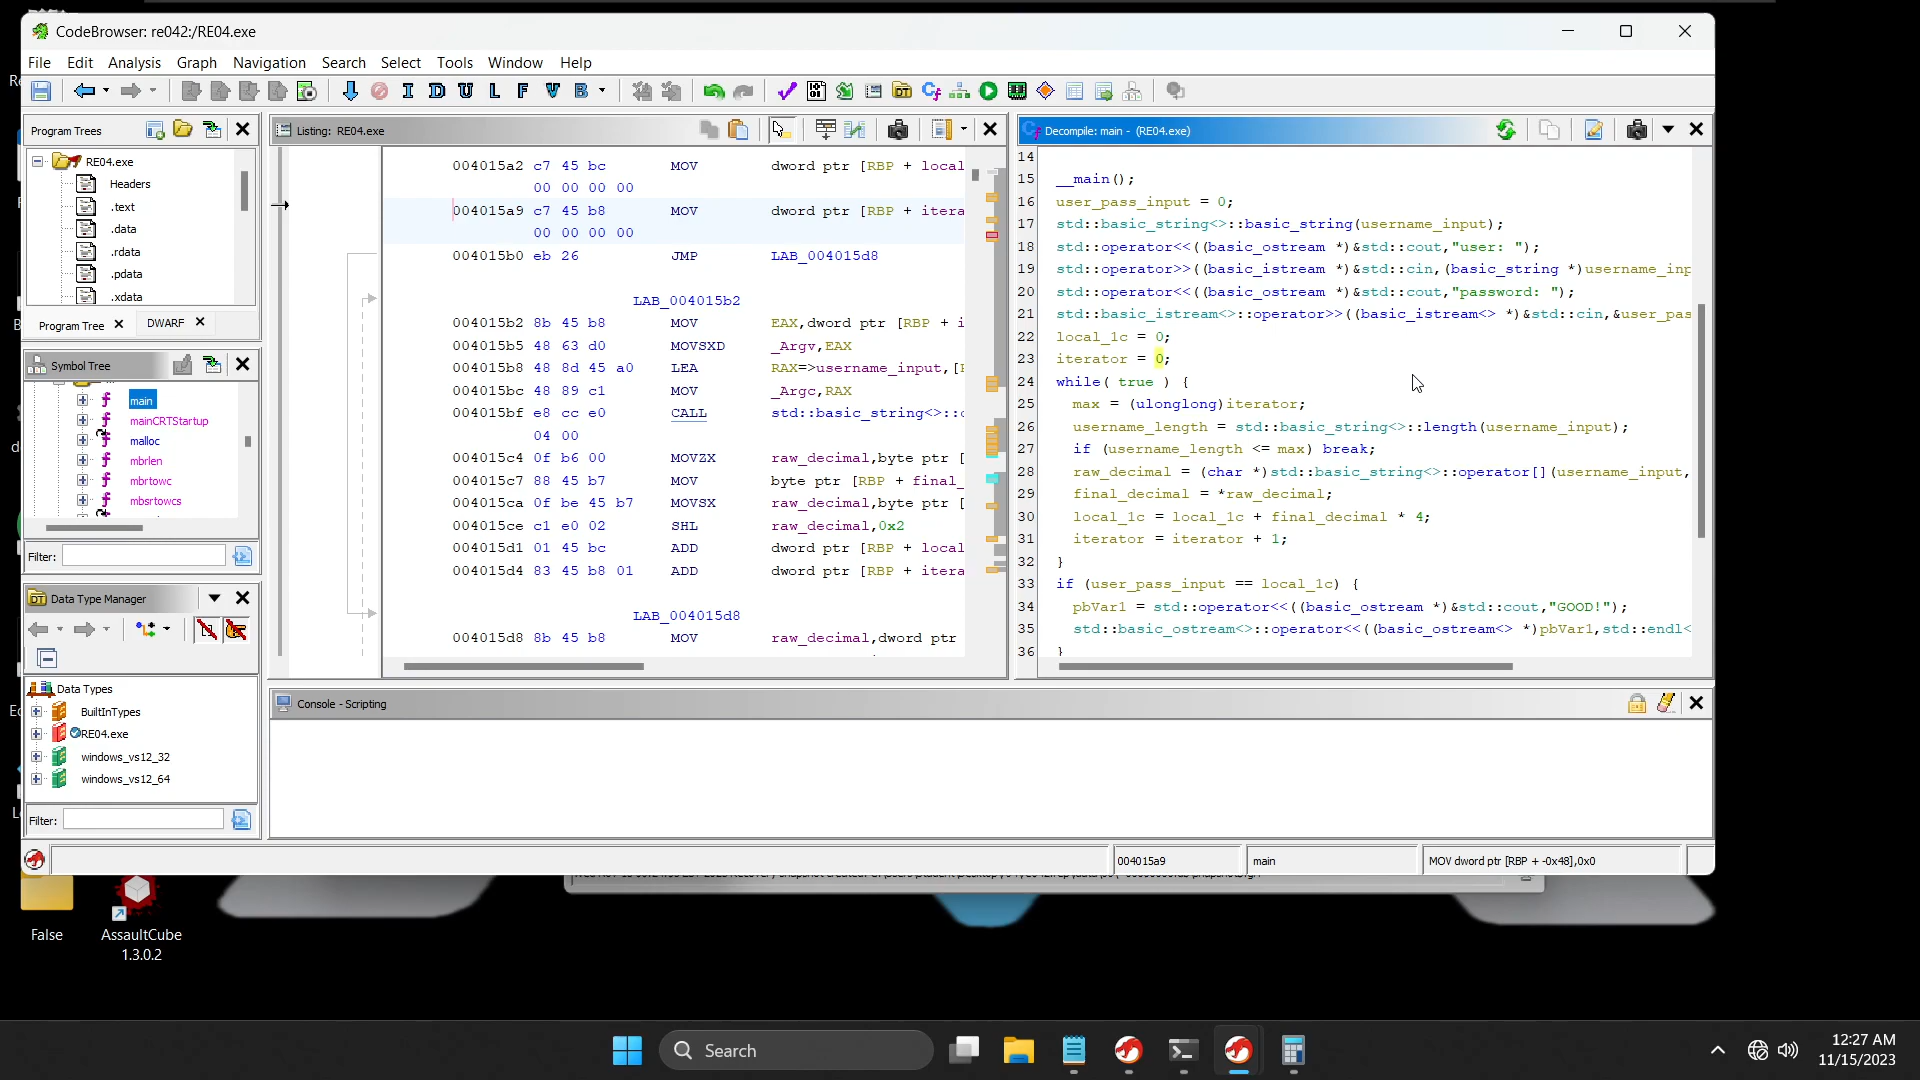 CodeBrowser: re042:/RE04.exe
File Edit Analysis Graph Navigation Search Select Tools Window Help
Program Trees
RE04.exe
Headers
.text
.data
.rdata
.pdata
.xdata
Program Tree DWARF
Symbol Tree
main
mainCRTStartup
malloc
mbrlen
mbrtowc
mbsrtowcs
Filter:
Data Type Manager
Data Types
BuiltInTypes
RE04.exe
windows_vs12_32
windows_vs12_64
Filter:
Listing: RE04.exe
004015a2 c7 45 bc MOV dword ptr [RBP + local
00 00 00 00
004015a9 c7 45 b8 MOV dword ptr [RBP + itera
00 00 00 00
004015b0 eb 26 JMP LAB_004015d8
LAB_004015b2
004015b2 8b 45 b8 MOV EAX,dword ptr [RBP + i
004015b5 48 63 d0 MOVSXD _Argv,EAX
004015b8 48 8d 45 a0 LEA RAX=>username_input,[
004015bc 48 89 c1 MOV _Argc,RAX
004015bf e8 cc e0 CALL std::basic_string<>::
04 00
004015c4 0f b6 00 MOVZX raw_decimal,byte ptr [
004015c7 88 45 b7 MOV byte ptr [RBP + final_
004015ca 0f be 45 b7 MOVSX raw_decimal,byte ptr [
004015ce c1 e0 02 SHL raw_decimal,0x2
004015d1 01 45 bc ADD dword ptr [RBP + local
004015d4 83 45 b8 01 ADD dword ptr [RBP + itera
LAB_004015d8
004015d8 8b 45 b8 MOV raw_decimal,dword ptr
Decompile: main - (RE04.exe)
14
15 __main();
16 user_pass_input = 0;
17 std::basic_string<>::basic_string(username_input);
18 std::operator<<((basic_ostream *)&std::cout,"user: ");
19 std::operator>>((basic_istream *)&std::cin,(basic_string *)username_inp
20 std::operator<<((basic_ostream *)&std::cout,"password: ");
21 std::basic_istream<>::operator>>((basic_istream<> *)&std::cin,&user_pas
22 local_1c = 0;
23 iterator = 0;
24 while( true ) {
25 max = (ulonglong)iterator;
26 username_length = std::basic_string<>::length(username_input);
27 if (username_length <= max) break;
28 raw_decimal = (char *)std::basic_string<>::operator[](username_input,
29 final_decimal = *raw_decimal;
30 local_1c = local_1c + final_decimal * 4;
31 iterator = iterator + 1;
32 }
33 if (user_pass_input == local_1c) {
34 pbVar1 = std::operator<<((basic_ostream *)&std::cout,"GOOD!");
35 std::basic_ostream<>::operator<<((basic_ostream<> *)pbVar1,std::endl<
36 }
Console - Scripting
004015a9 main MOV dword ptr [RBP + -0x48],0x0
False
AssaultCube
1.3.0.2
Search
12:27 AM
11/15/2023